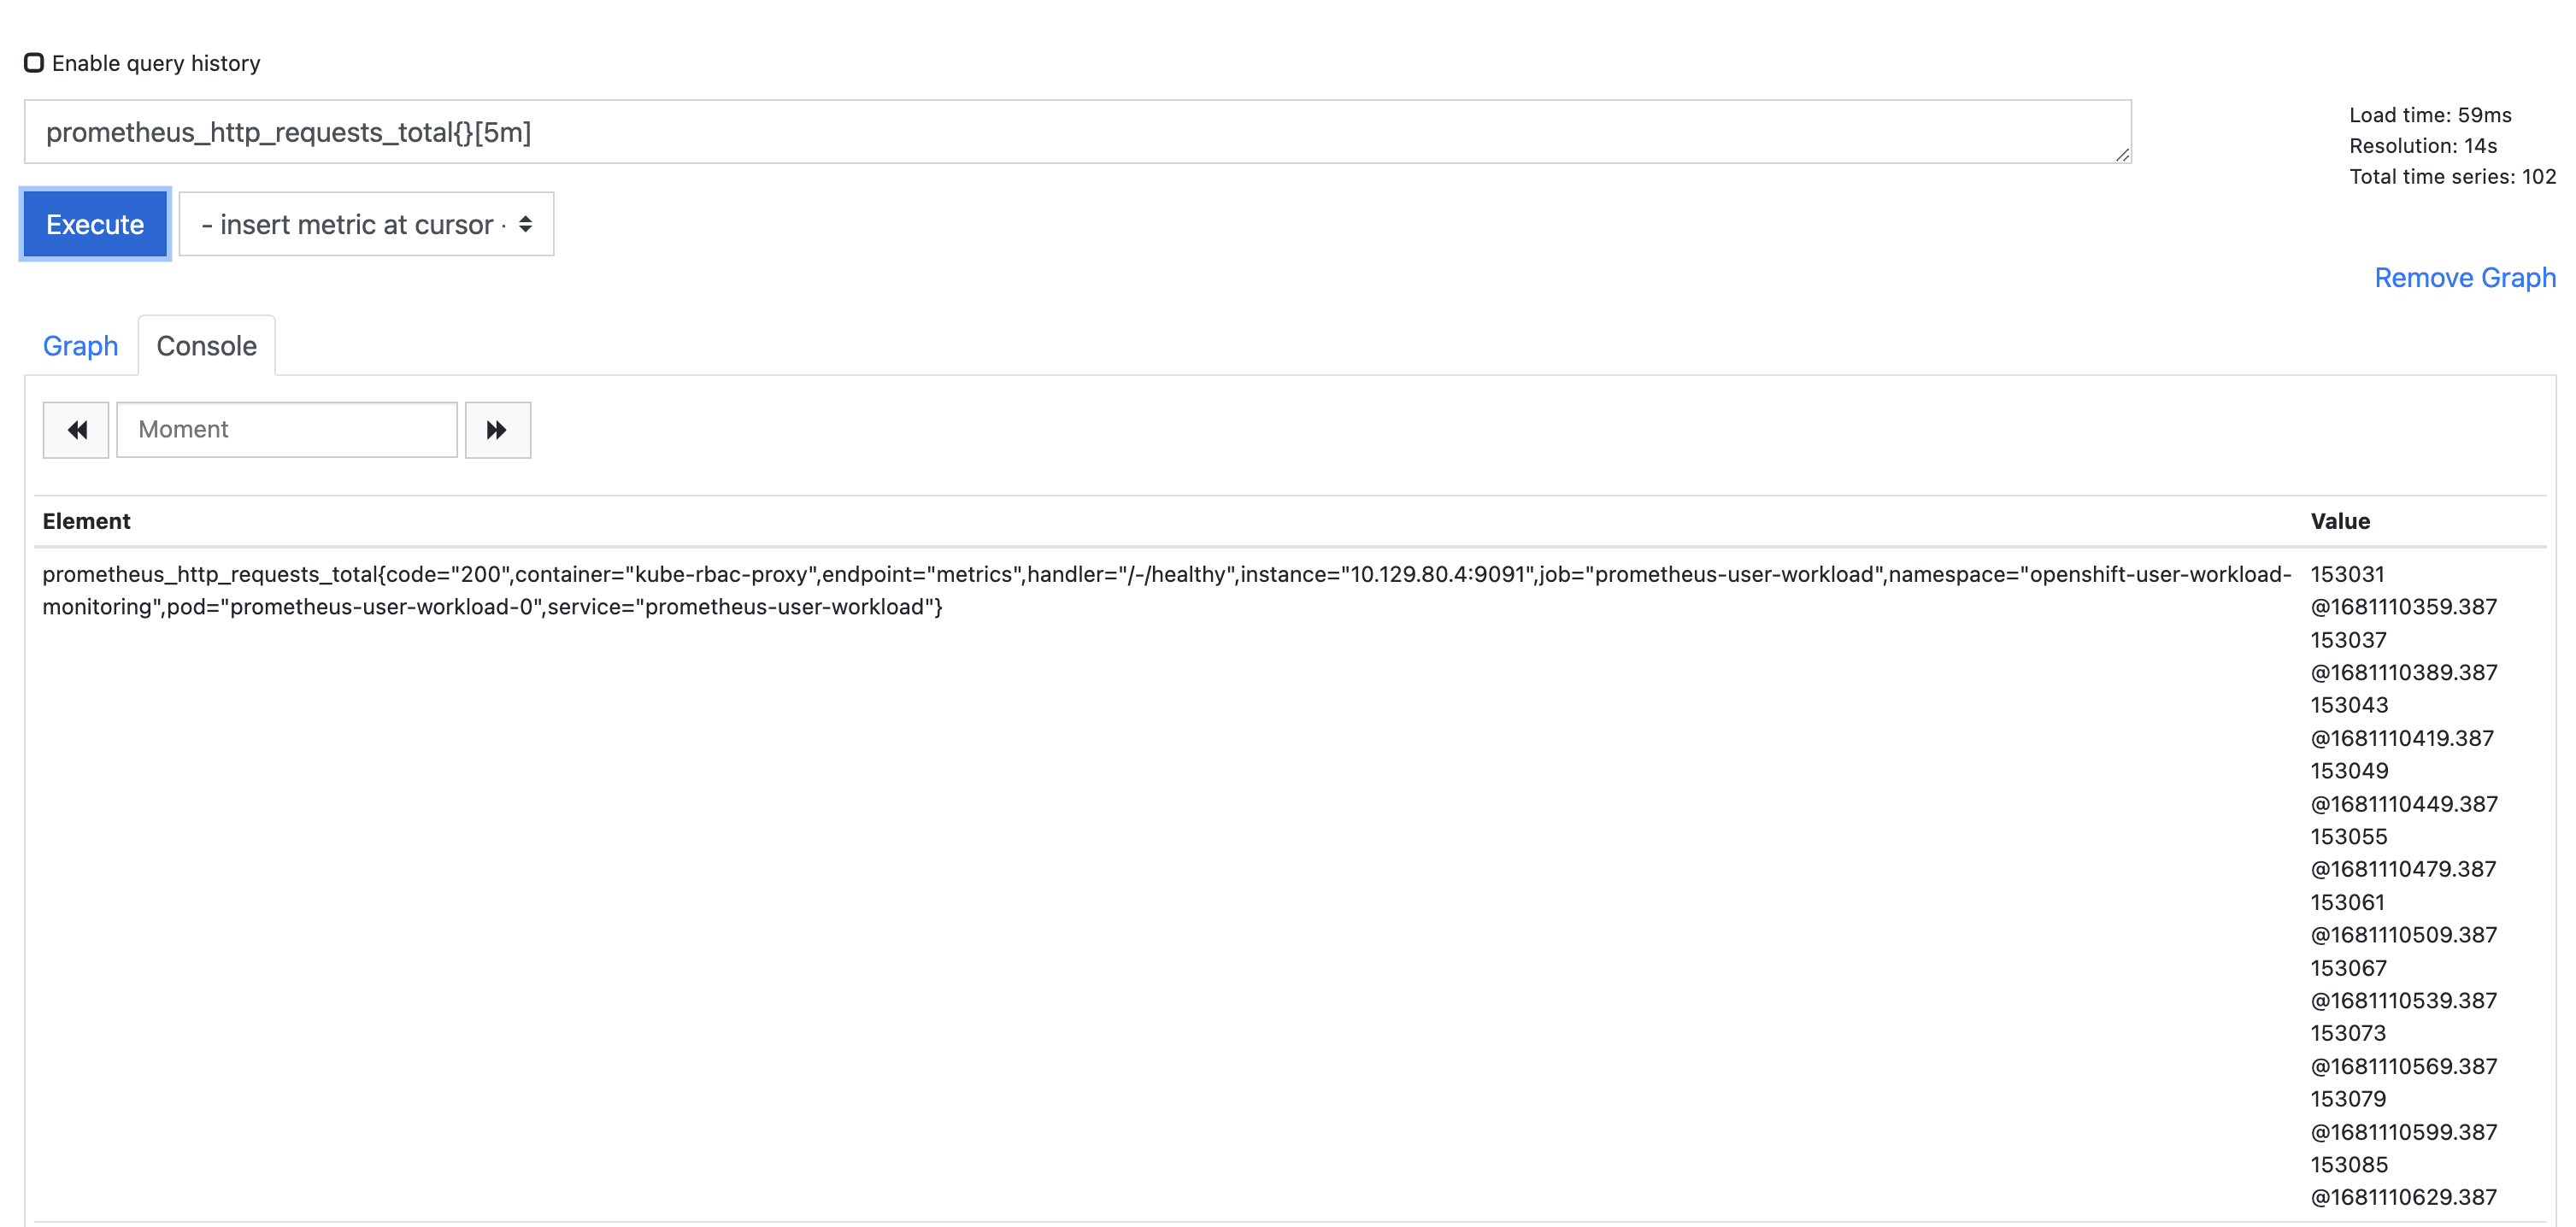 Enable query history
prometheus_http_requests_total{}[5m]
Load time: 59ms
Resolution: 14s
Total time series: 102
Execute
- insert metric at cursor -
Remove Graph
Graph
Console
Moment
Element
Value
prometheus_http_requests_total{code="200",container="kube-rbac-proxy",endpoint="metrics",handler="/-/healthy",instance="10.129.80.4:9091",job="prometheus-user-workload",namespace="openshift-user-workload-
monitoring",pod="prometheus-user-workload-0",service="prometheus-user-workload"}
153031
@1681110359.387
153037
@1681110389.387
153043
@1681110419.387
153049
@1681110449.387
153055
@1681110479.387
153061
@1681110509.387
153067
@1681110539.387
153073
@1681110569.387
153079
@1681110599.387
153085
@1681110629.387